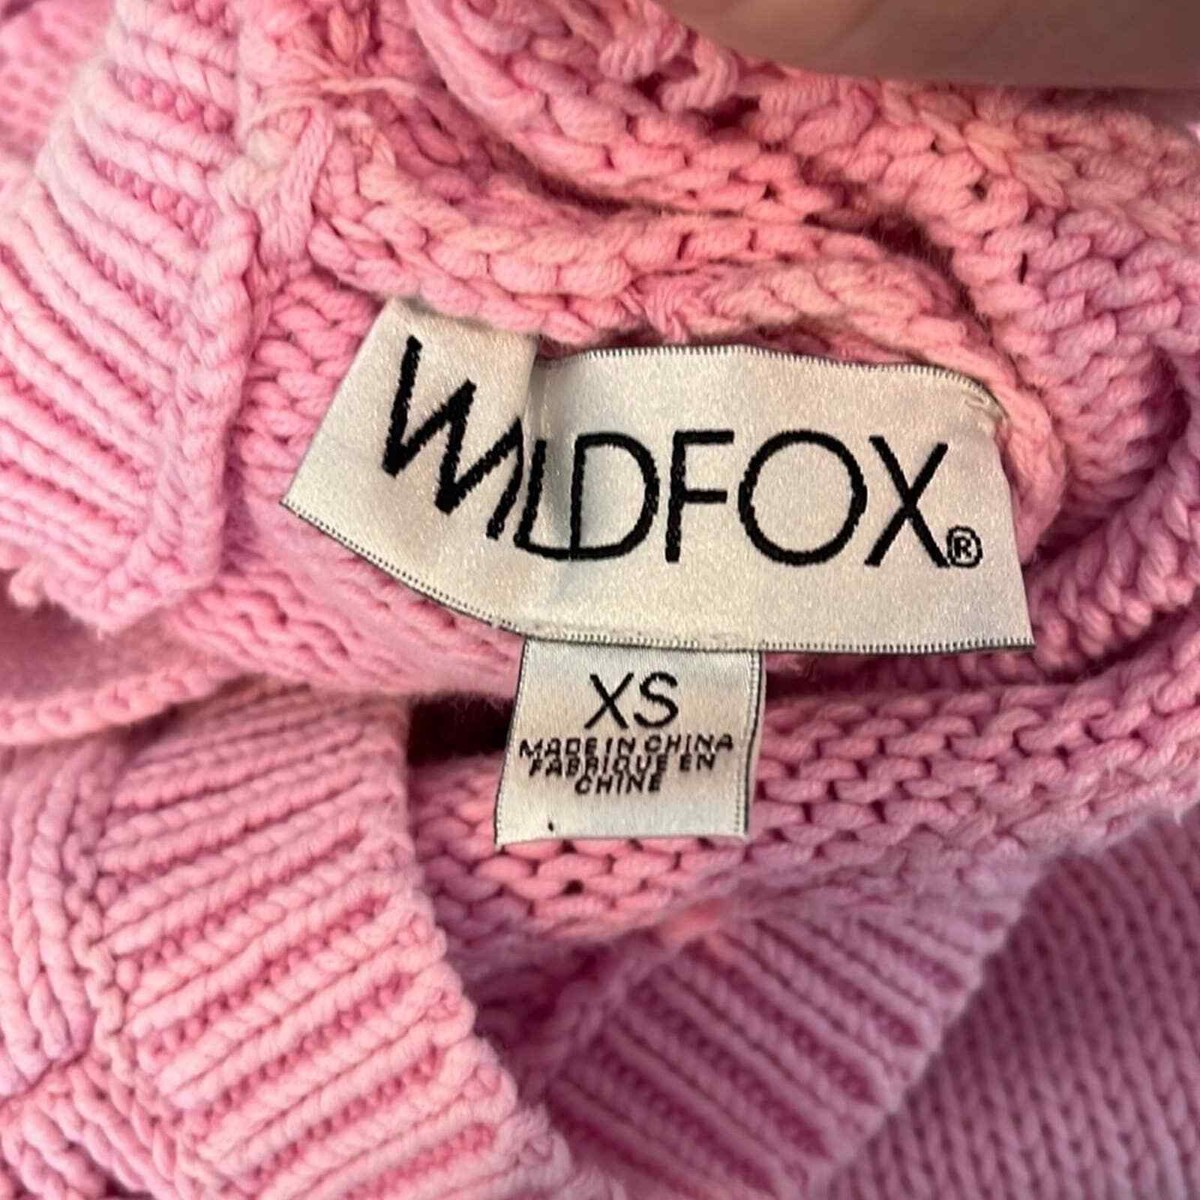 WILDFOX®
XS
MADE IN CHINA
FABRIQUE EN
CHINE